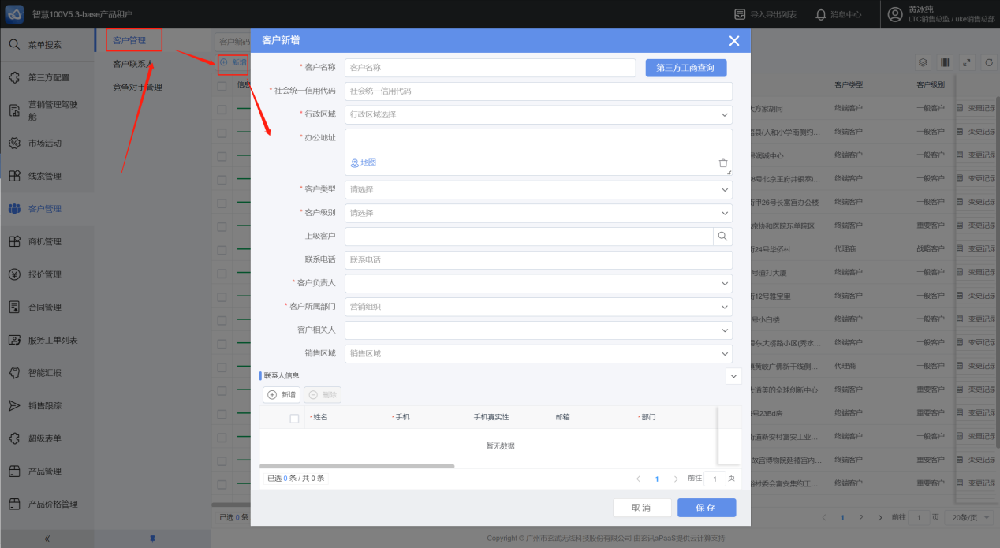 智慧100V5.3-base产品租户
导入导出列表
消息中心
黄冰纯
LTC销售总监 / uke销售总部
菜单搜索
第三方配置
营销管理驾驶
舱
市场活动
线索管理
客户管理
商机管理
报价管理
合同管理
服务工单列表
智能汇报
销售跟踪
超级表单
产品管理
产品价格管理
客户管理
客户联系人
竞争对手管理
客户编码
新增
信息
已选 0 条
客户新增
* 客户名称
客户名称
第三方工商查询
* 社会统一信用代码
社会统一信用代码
* 行政区域
行政区域选择
* 办公地址
地图
* 客户类型
请选择
* 客户级别
请选择
上级客户
联系电话
联系电话
* 客户负责人
* 客户所属部门
营销组织
客户相关人
销售区域
销售区域
联系人信息
新增
删除
* 姓名
* 手机
手机真实性
邮箱
* 部门
暂无数据
已选 0 条 / 共 0 条
1
前往
1
页
取 消
保 存
客户类型
客户级别
大方家胡同
终端客户
一般客户
变更记录
县(人和小学南侧约...
终端客户
一般客户
变更记录
号润诚中心
终端客户
一般客户
变更记录
8号北京王府井银泰i...
终端客户
一般客户
变更记录
街甲26号长富宫办公楼
终端客户
一般客户
变更记录
京协和医院东单院区
终端客户
重要客户
变更记录
街24号华侨村
代理商
战略客户
变更记录
号渣打大厦
终端客户
一般客户
变更记录
街12号雅宝里
终端客户
一般客户
变更记录
号小白楼
终端客户
一般客户
变更记录
号东大桥路小区(秀水...
终端客户
一般客户
变更记录
黄岐广佛新干线侧...
代理商
一般客户
变更记录
大道美的全球创新中心
终端客户
重要客户
变更记录
号23Bd房
终端客户
重要客户
变更记录
街道新安村富安工业...
终端客户
一般客户
变更记录
故宫博物院延禧宫内...
终端客户
重要客户
变更记录
村委会富安集约工...
终端客户
重要客户
变更记录
1
2
前往
1
页
20条/页
Copyright © 广州市玄武无线科技股份有限公司 由玄讯aPaaS提供云计算支持